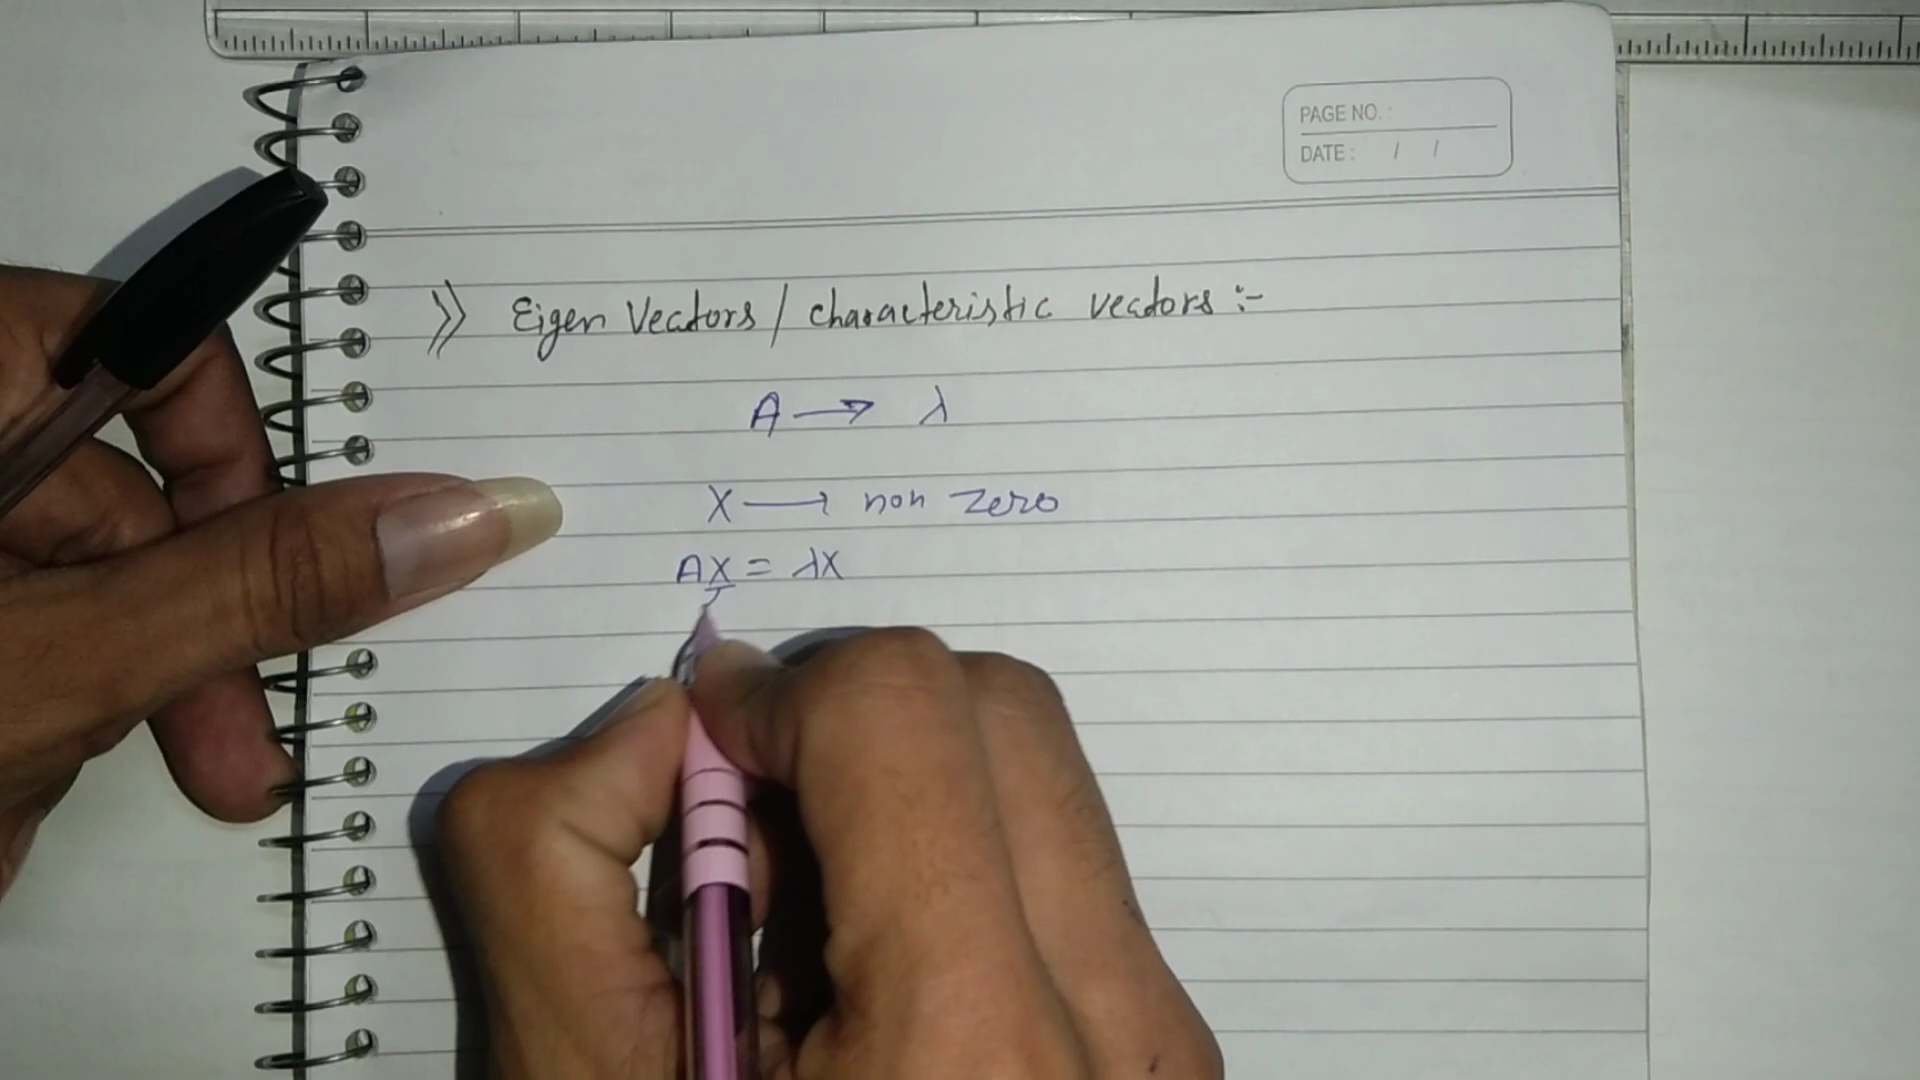 PAGE NO. :
DATE : / /
>> Eigen Vectors / characteristic vectors :-
A → λ
X → non zero
AX = λX